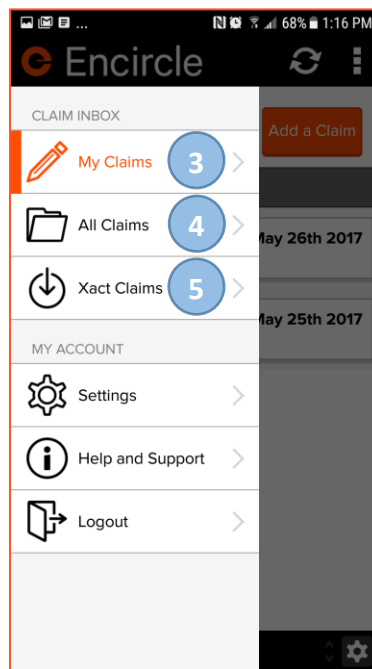 ... 68% 1:16 PM
Encircle
CLAIM INBOX
Add a Claim
My Claims 3
All Claims 4
May 26th 2017
Xact Claims 5
May 25th 2017
MY ACCOUNT
Settings
Help and Support
Logout